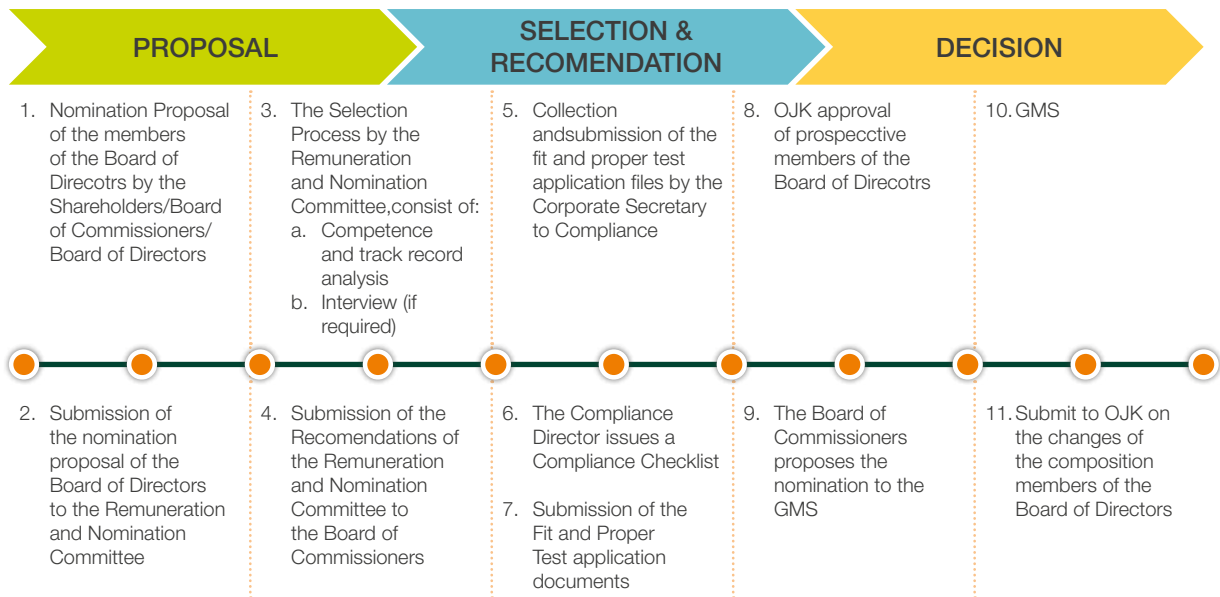 PROPOSAL
SELECTION &
RECOMENDATION
DECISION
1. Nomination Proposal
of the members
of the Board of
Direcotrs by the
Shareholders/Board
of Commissioners/
Board of Directors
2. Submission of
the nomination
proposal of the
Board of Directors
to the Remuneration
and Nomination
Committee
3. The Selection
Process by the
Remuneration
and Nomination
Committee,consist of:
a. Competence
and track record
analysis
b. Interview (if
required)
4. Submission of the
Recomendations of
the Remuneration
and Nomination
Committee to
the Board of
Commissioners
5. Collection
andsubmission of the
fit and proper test
application files by the
Corporate Secretary
to Compliance
6. The Compliance
Director issues a
Compliance Checklist
7. Submission of the
Fit and Proper
Test application
documents
8. OJK approval
of prospecctive
members of the
Board of Direcotrs
9. The Board of
Commissioners
proposes the
nomination to the
GMS
10. GMS
11. Submit to OJK on
the changes of
the composition
members of the
Board of Directors